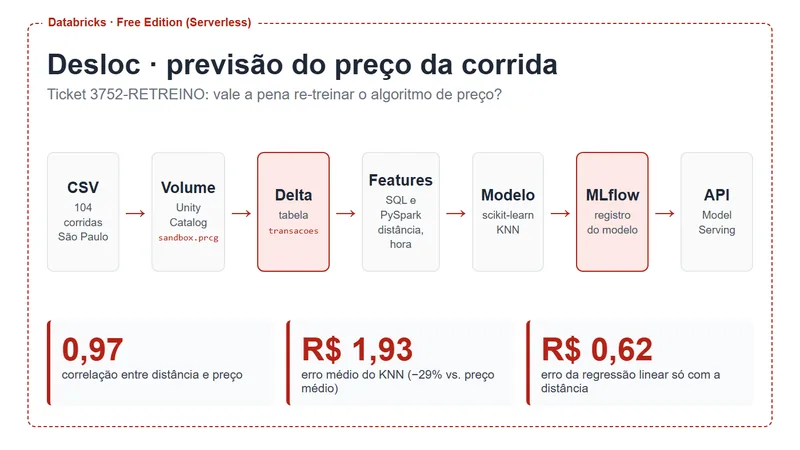 Databricks · Free Edition (Serverless)
Desloc · previsão do preço da corrida
Ticket 3752-RETREINO: vale a pena re-treinar o algoritmo de preço?
CSV
104
corridas
São Paulo
→
Volume
Unity
Catalog
sandbox.prcg
→
Delta
tabela
transacoes
→
Features
SQL e
PySpark
distância,
hora
→
Modelo
scikit-learn
KNN
→
MLflow
registro
do modelo
→
API
Model
Serving
0,97
correlação entre distância e preço
R$ 1,93
erro médio do KNN (−29% vs. preço
médio)
R$ 0,62
erro da regressão linear só com a
distância